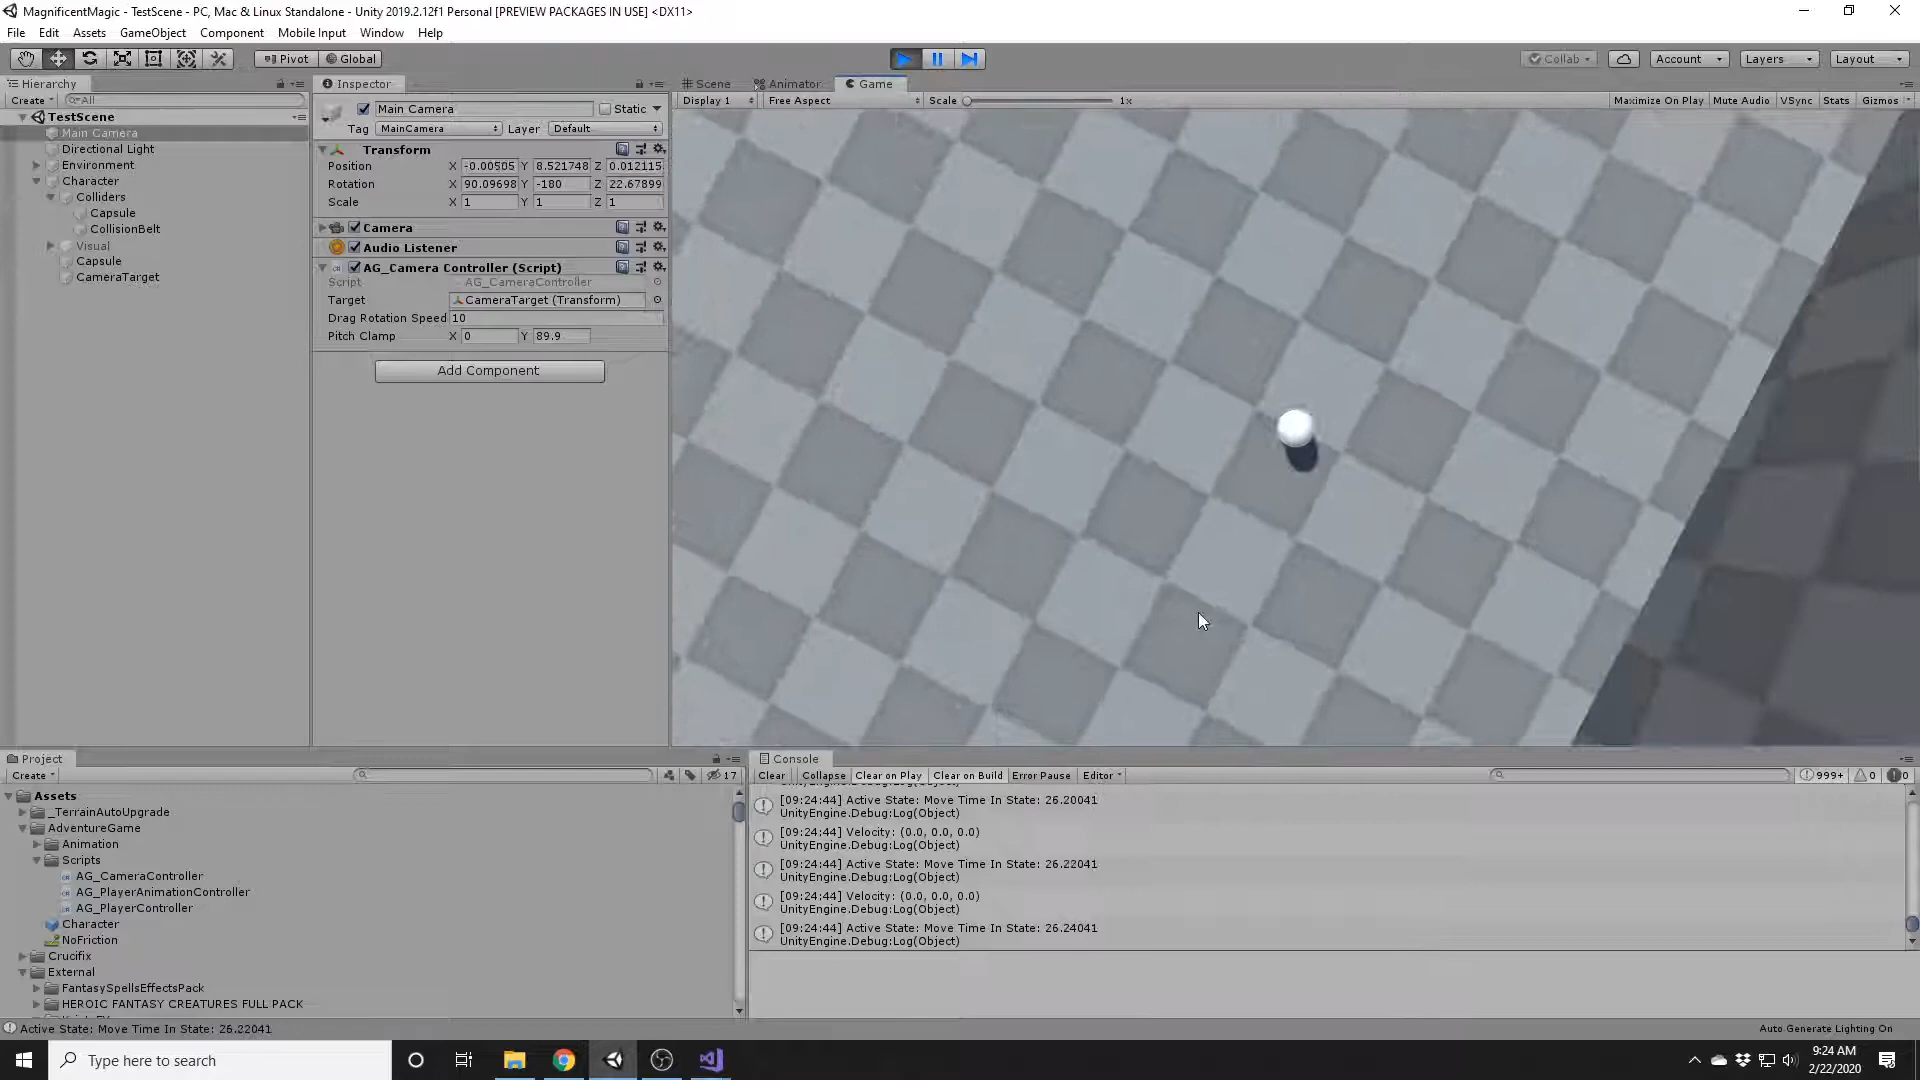 MagnificentMagic - TestScene - PC, Mac & Linux Standalone - Unity 2019.2.12f1 Personal [PREVIEW PACKAGES IN USE] <DX11>
File Edit Assets GameObject Component Mobile Input Window Help
Pivot Global Collab Account Layers Layout
Hierarchy
Create All
TestScene
Main Camera
Directional Light
Environment
Character
Colliders
Capsule
CollisionBelt
Visual
Capsule
CameraTarget
Inspector
Main Camera Static
Tag MainCamera Layer Default
Transform
Position X -0.00505 Y 8.521748 Z 0.012115
Rotation X 90.09698 Y -180 Z 22.67899
Scale X 1 Y 1 Z 1
Camera
Audio Listener
AG_Camera Controller (Script)
Script AG_CameraController
Target CameraTarget (Transform)
Drag Rotation Speed 10
Pitch Clamp X 0 Y 89.9
Add Component
Scene Animator Game
Display 1 Free Aspect Scale 1x Maximize On Play Mute Audio VSync Stats Gizmos
Project
Create 17
Assets
_TerrainAutoUpgrade
AdventureGame
Animation
Scripts
AG_CameraController
AG_PlayerAnimationController
AG_PlayerController
Character
NoFriction
Crucifix
External
FantasySpellsEffectsPack
HEROIC FANTASY CREATURES FULL PACK
Console
Clear Collapse Clear on Play Clear on Build Error Pause Editor 999+ 0 0
UnityEngine.Debug:Log(Object)
[09:24:44] Active State: Move Time In State: 26.20041
UnityEngine.Debug:Log(Object)
[09:24:44] Velocity: (0.0, 0.0, 0.0)
UnityEngine.Debug:Log(Object)
[09:24:44] Active State: Move Time In State: 26.22041
UnityEngine.Debug:Log(Object)
[09:24:44] Velocity: (0.0, 0.0, 0.0)
UnityEngine.Debug:Log(Object)
[09:24:44] Active State: Move Time In State: 26.24041
UnityEngine.Debug:Log(Object)
Active State: Move Time In State: 26.22041
Auto Generate Lighting On
Type here to search
9:24 AM
2/22/2020